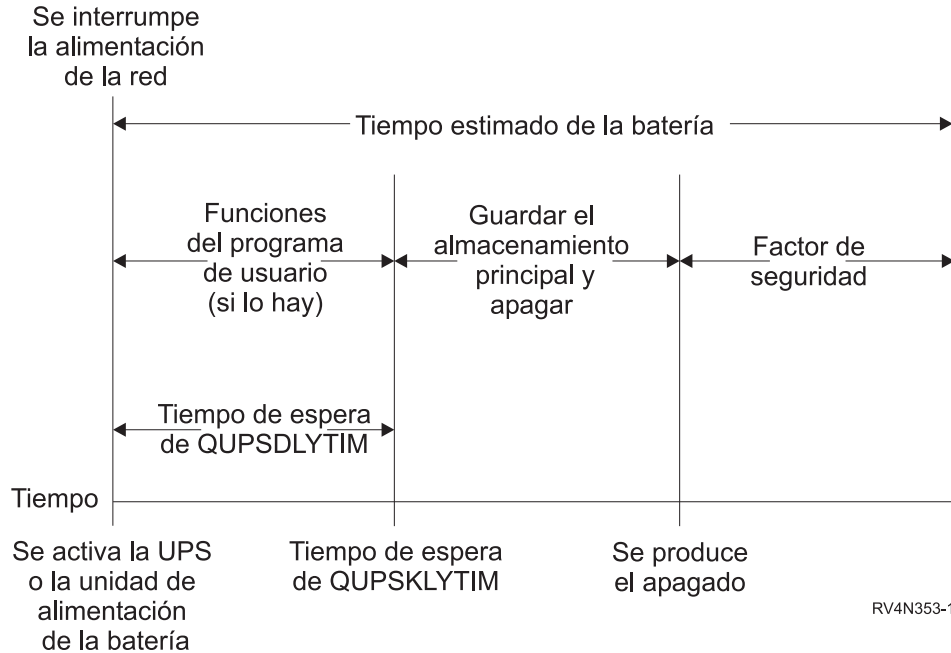 Se interrumpe
la alimentación
de la red
Tiempo estimado de la batería
Funciones
del programa
de usuario
(si lo hay)
Guardar el
almacenamiento
principal y
apagar
Factor de
seguridad
Tiempo de espera
de QUPSDLYTIM
Tiempo
Se activa la UPS
o la unidad de
alimentación
de la batería
Tiempo de espera
de QUPSKLYTIM
Se produce
el apagado
RV4N353-1